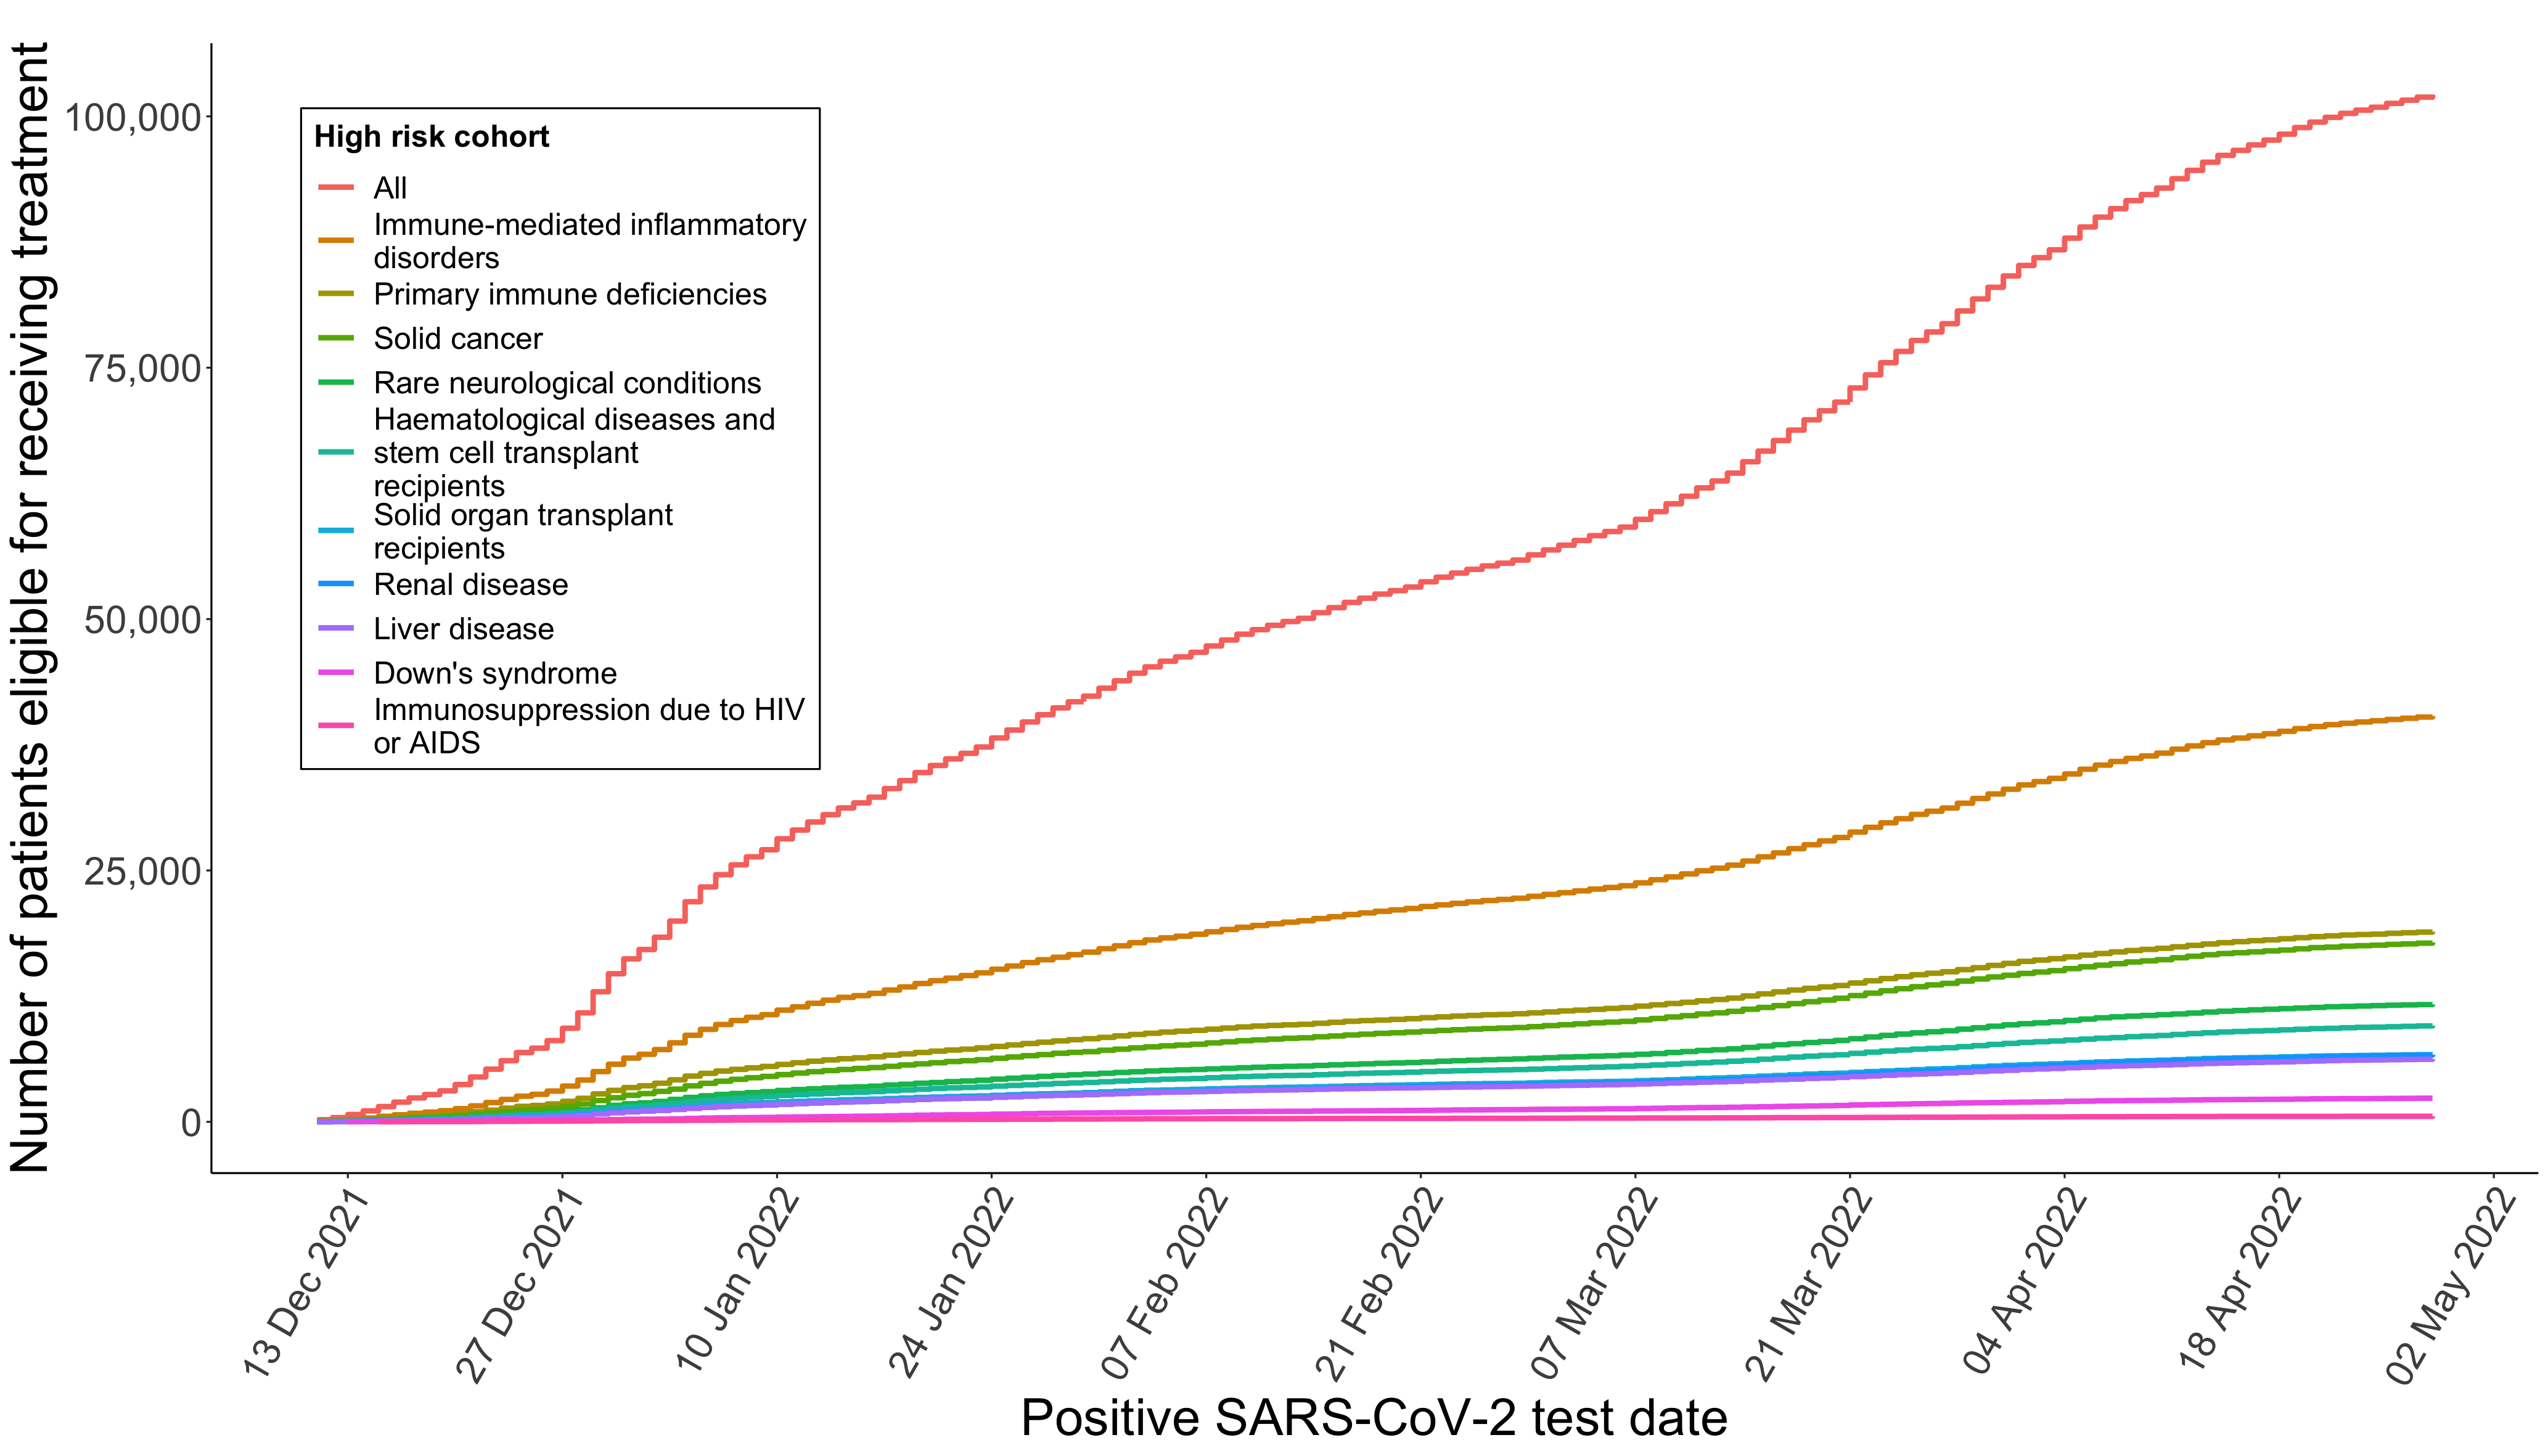 Number of patients eligible for receiving treatment
100,000
75,000
50,000
25,000
0
High risk cohort
All
Immune-mediated inflammatory
disorders
Primary immune deficiencies
Solid cancer
Rare neurological conditions
Haematological diseases and
stem cell transplant
recipients
Solid organ transplant
recipients
Renal disease
Liver disease
Down's syndrome
Immunosuppression due to HIV
or AIDS
13 Dec 2021
27 Dec 2021
10 Jan 2022
24 Jan 2022
07 Feb 2022
21 Feb 2022
07 Mar 2022
21 Mar 2022
04 Apr 2022
18 Apr 2022
02 May 2022
Positive SARS-CoV-2 test date